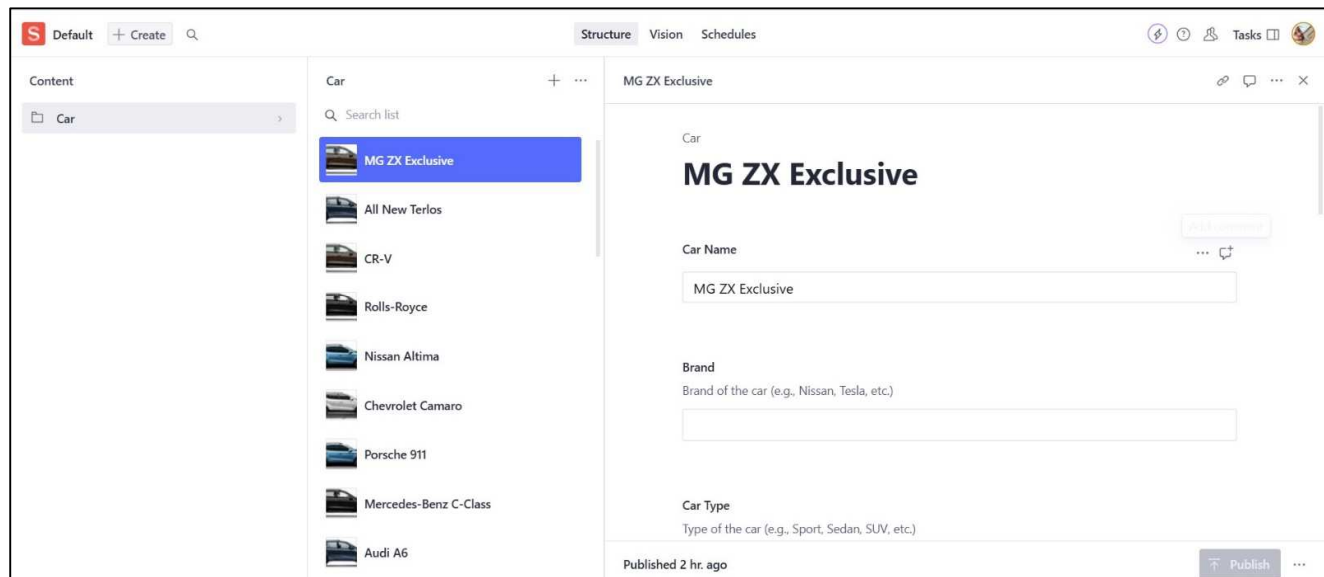 S Default + Create
Structure Vision Schedules
Tasks
Content
Car
Car
Search list
MG ZX Exclusive
All New Terlos
CR-V
Rolls-Royce
Nissan Altima
Chevrolet Camaro
Porsche 911
Mercedes-Benz C-Class
Audi A6
MG ZX Exclusive
Car
MG ZX Exclusive
Add comment
Car Name
MG ZX Exclusive
Brand
Brand of the car (e.g., Nissan, Tesla, etc.)
Car Type
Type of the car (e.g., Sport, Sedan, SUV, etc.)
Published 2 hr. ago
Publish